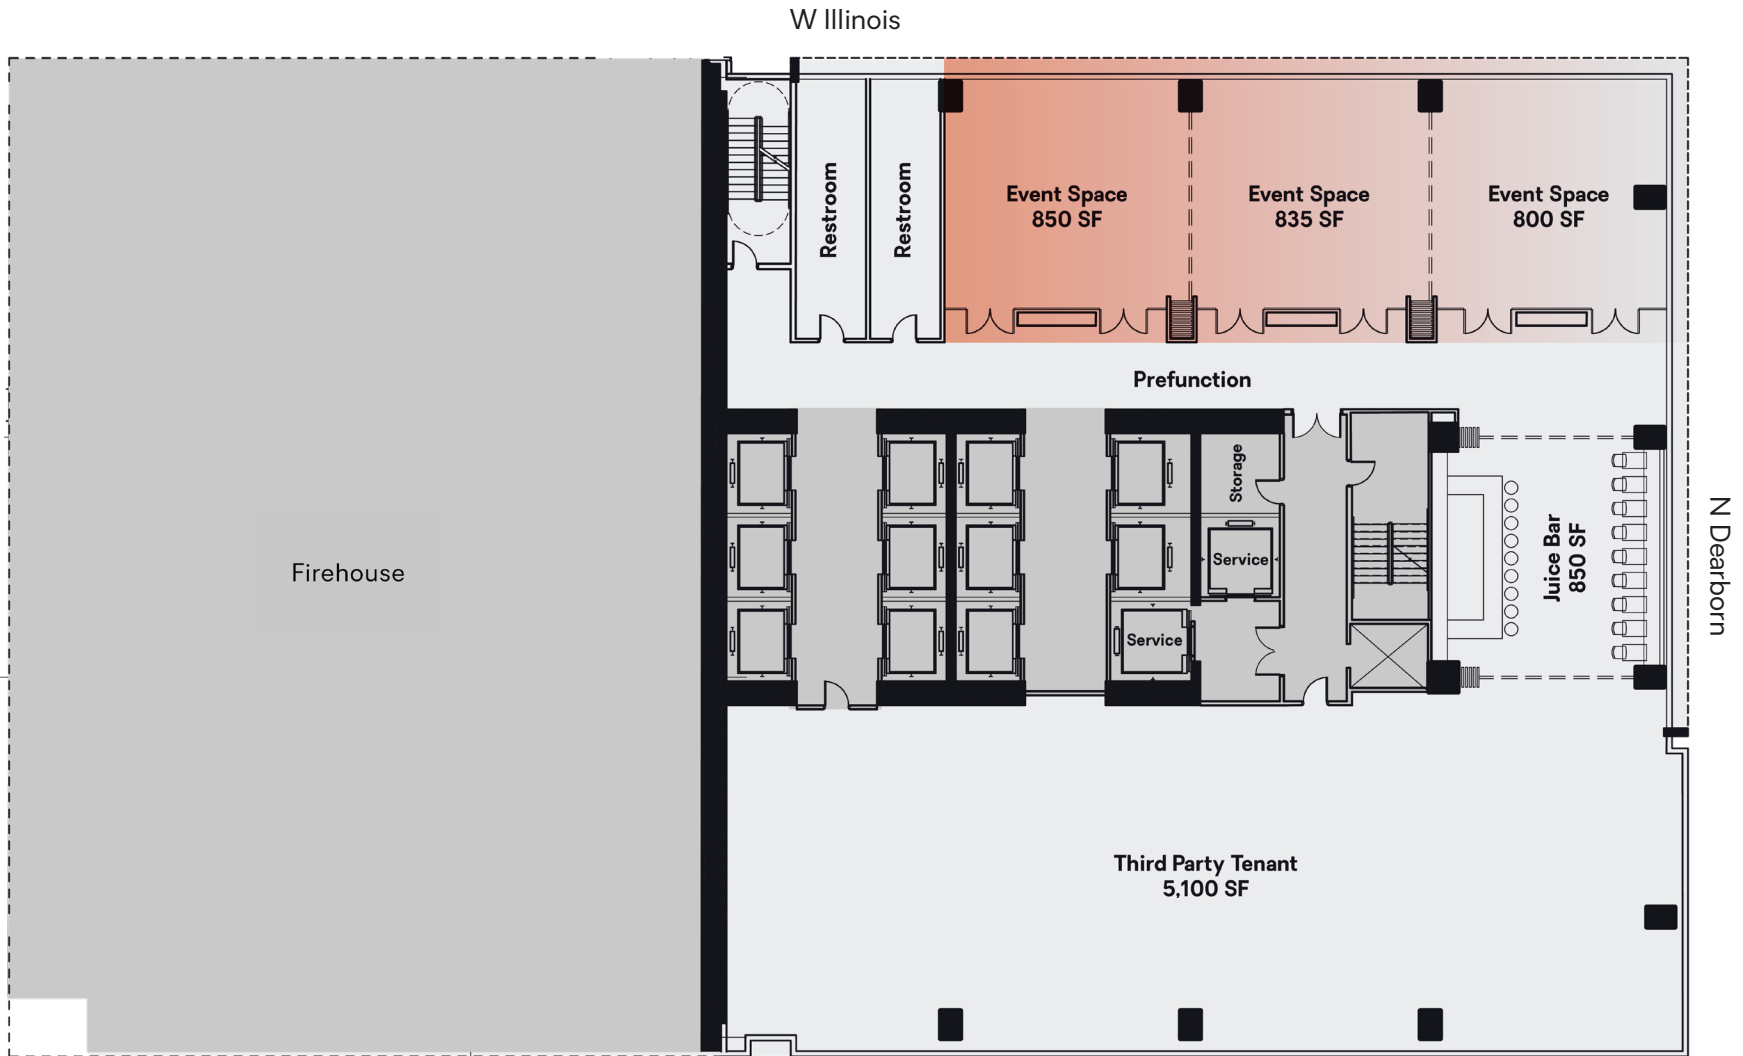 W Illinois
Restroom
Restroom
Event Space
850 SF
Event Space
835 SF
Event Space
800 SF
Prefunction
Storage
Service
Service
Juice Bar
850 SF
N Dearborn
Firehouse
Third Party Tenant
5,100 SF